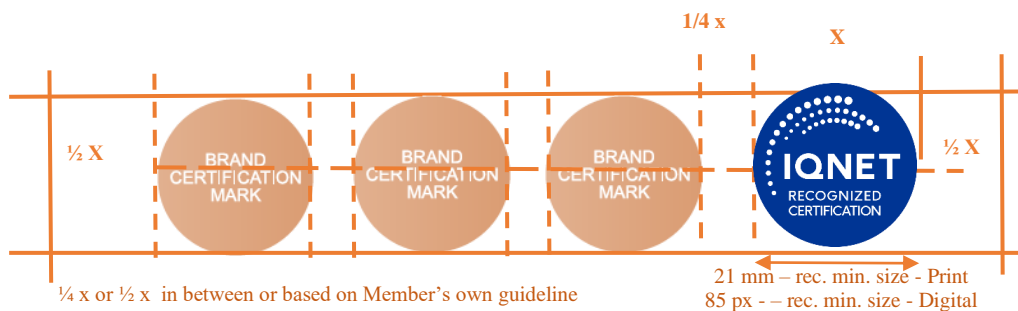 1/4 x
X
½ X
BRAND
CERTIFICATION
MARK
BRAND
CERTIFICATION
MARK
BRAND
CERTIFICATION
MARK
IQNET
RECOGNIZED
CERTIFICATION
½ X
¼ x or ½ x in between or based on Member's own guideline
21 mm – rec. min. size - Print
85 px - – rec. min. size - Digital